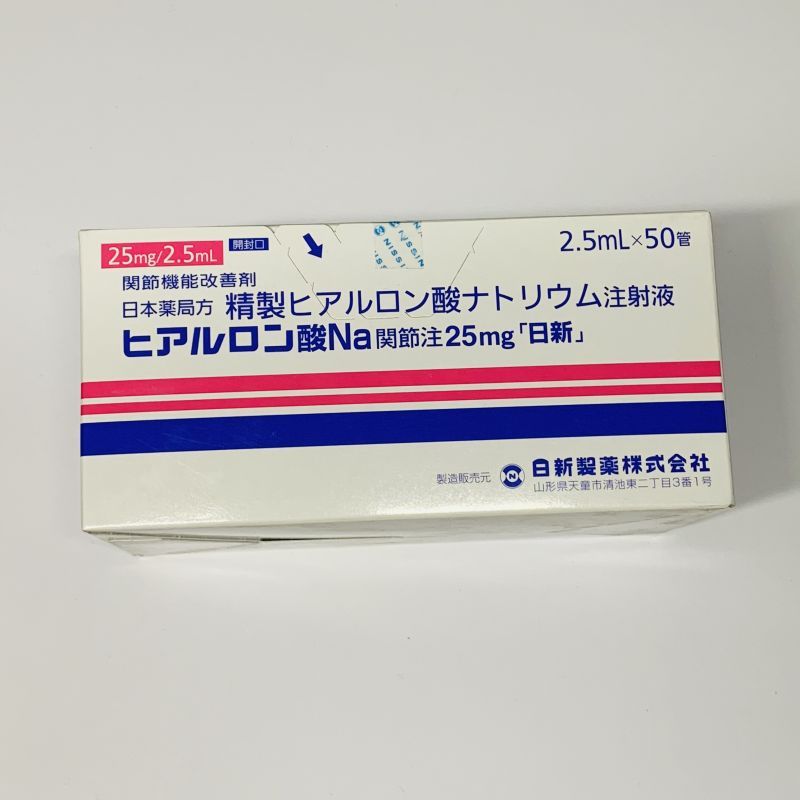 25mg/2.5mL
開封口
NISSIN
2.5mL×50管
関節機能改善剤
日本薬局方 精製ヒアルロン酸ナトリウム注射液
ヒアルロン酸Na関節注25mg「日新」
製造販売元 N 日新製薬株式会社
山形県天童市清池東二丁目3番1号